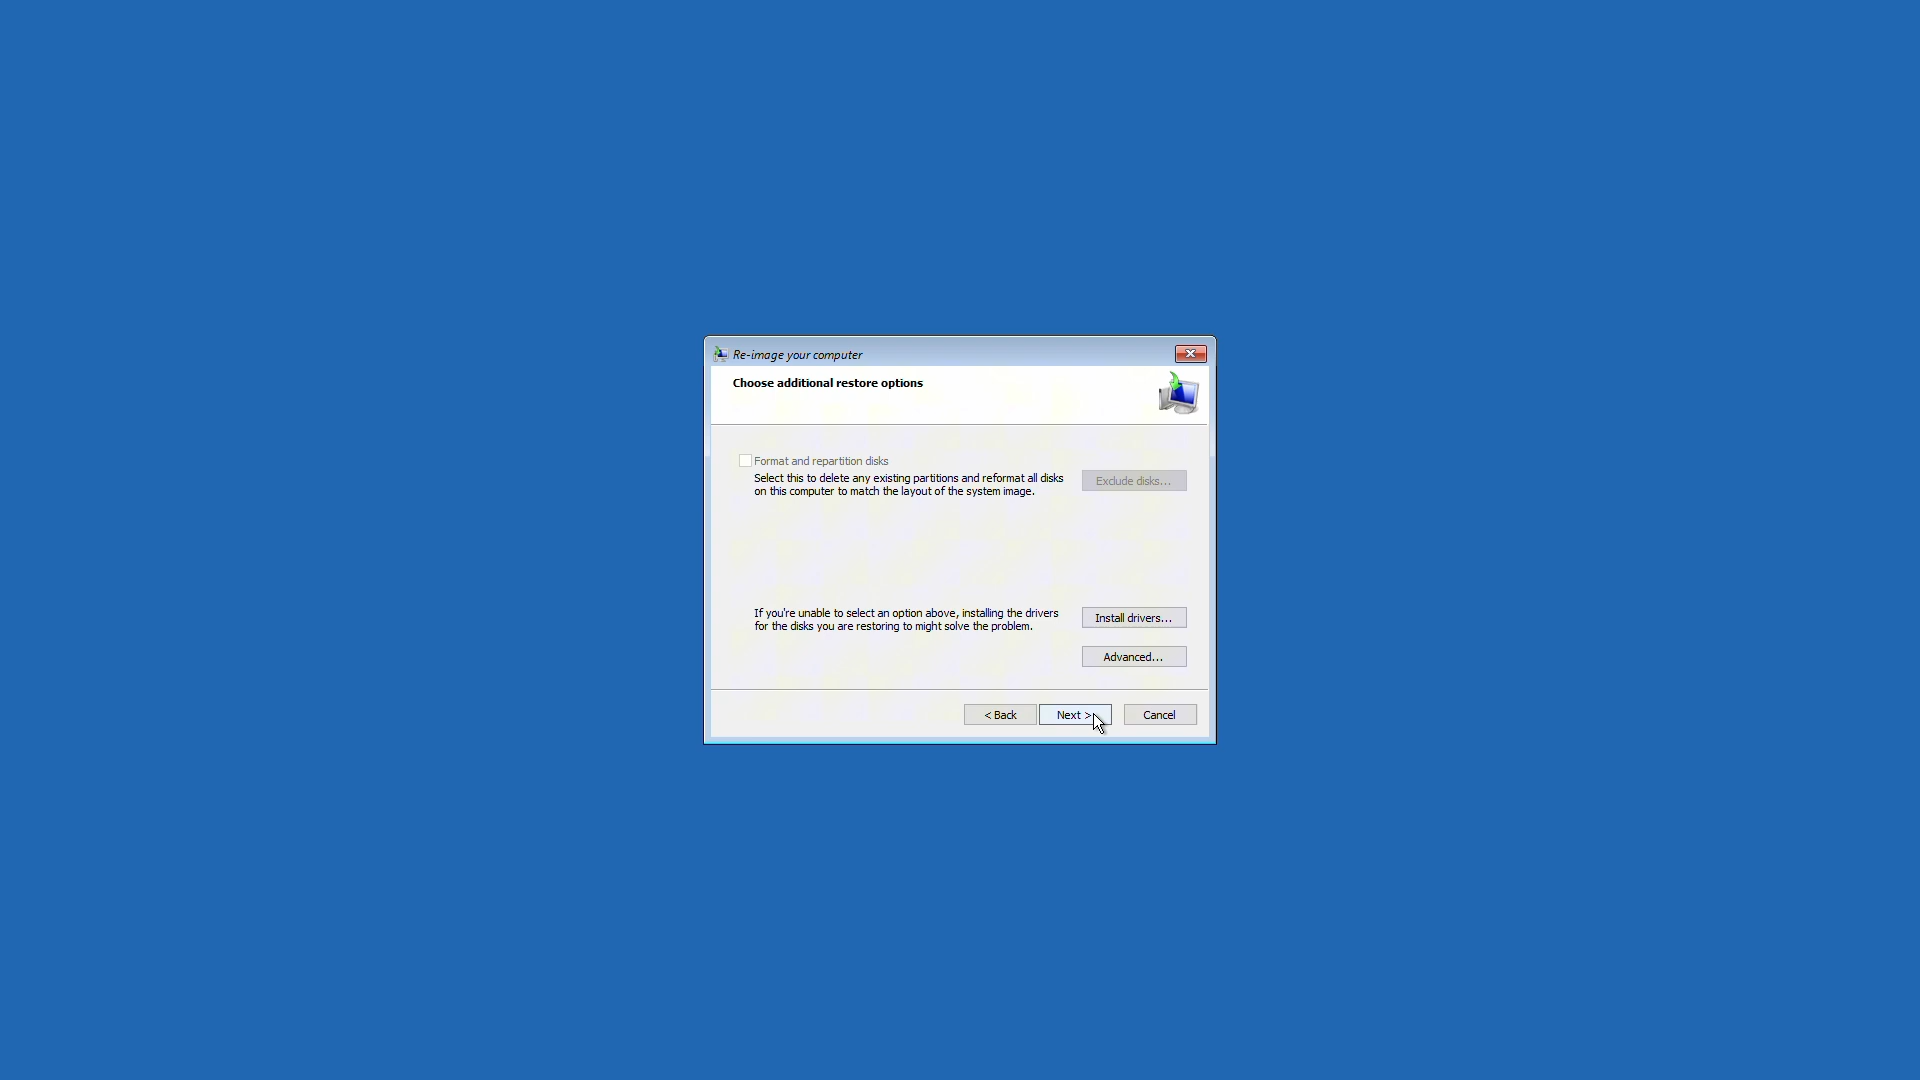 Re-image your computer
Choose additional restore options
Format and repartition disks
Select this to delete any existing partitions and reformat all disks
on this computer to match the layout of the system image.
Exclude disks...
If you're unable to select an option above, installing the drivers
for the disks you are restoring to might solve the problem.
Install drivers...
Advanced...
< Back
Next >
Cancel